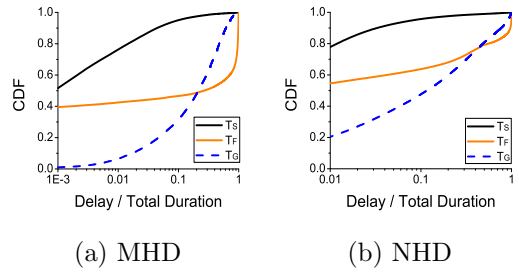 1.0
0.8
0.6
0.4
0.2
0.0
CDF
1E-3 0.01 0.1 1
Delay / Total Duration
TS
TF
TG
(a) MHD
1.0
0.8
0.6
0.4
0.2
0.0
CDF
0.01 0.1 1
Delay / Total Duration
TS
TF
TG
(b) NHD